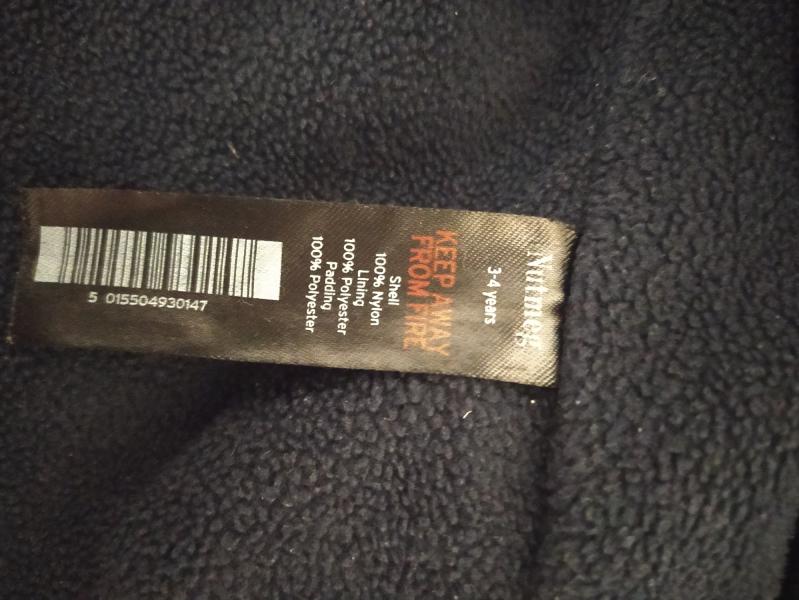 Nutmeg
3-4 years
KEEP AWAY
FROM FIRE
Shell
100% Nylon
Lining
100% Polyester
Padding
100% Polyester
5 015504930147